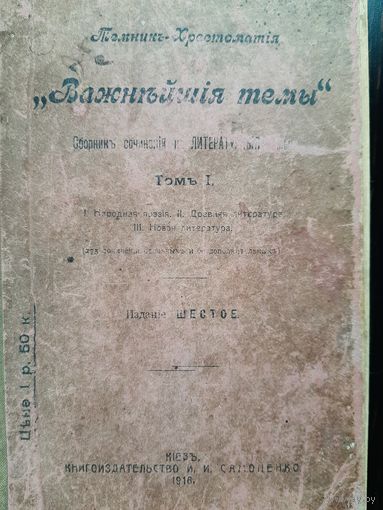 Темникъ-Хрестоматія
„Важнѣйшія темы“
Сборникъ сочиненій и ЛИТЕРАТ
Томъ I.
I. Народная поэзія. II. Древняя литература.
III. Новая литература.
Изданіе ШЕСТОЕ.
КІЕВЪ.
КНИГОИЗДАТЕЛЬСТВО И. И. САМОНЕНКО
1916.
Цѣна 1 р. 50 к.